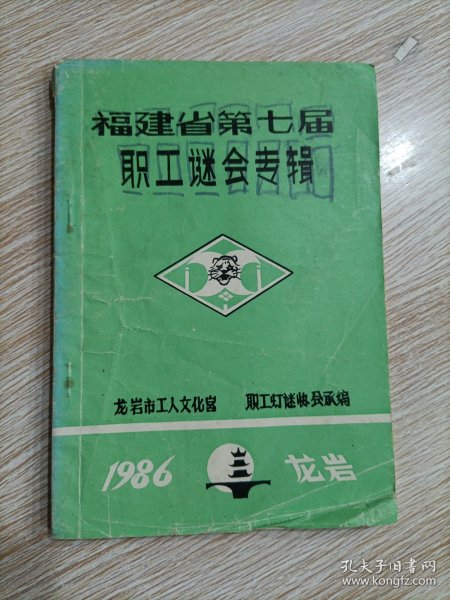 福建省第七届
职工谜会专辑
龙岩市工人文化宫 职工灯谜协会承编
1986 龙岩
孔夫子旧书网
www.kongfz.com